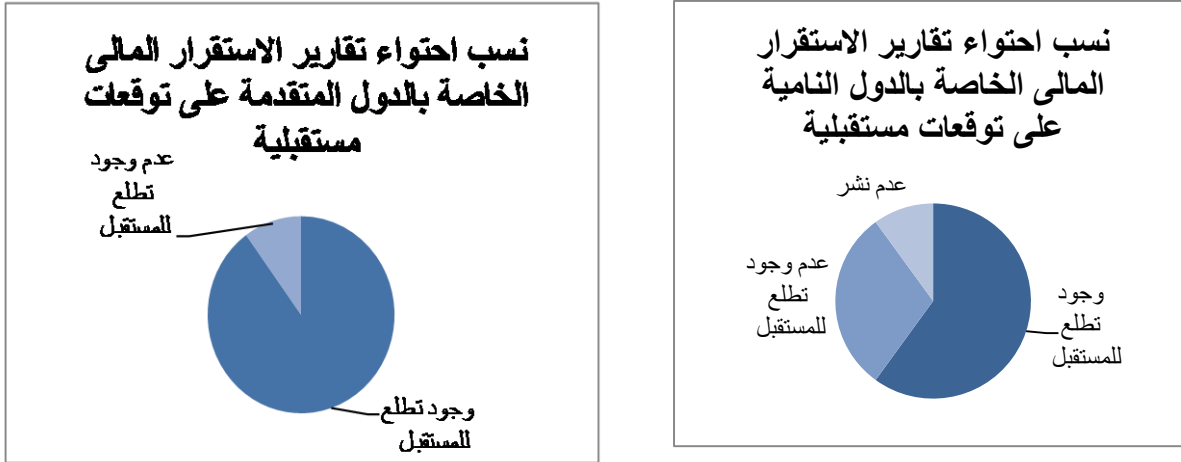 نسب احتواء تقارير الاستقرار
المالى الخاصة بالدول النامية
على توقعات مستقبلية
عدم نشر
عدم وجود
تطلع
للمستقبل
وجود
تطلع
للمستقبل
نسب احتواء تقارير الاستقرار المالى
الخاصة بالدول المتقدمة على توقعات
مستقبلية
عدم وجود
تطلع
للمستقبل
وجود تطلع
للمستقبل